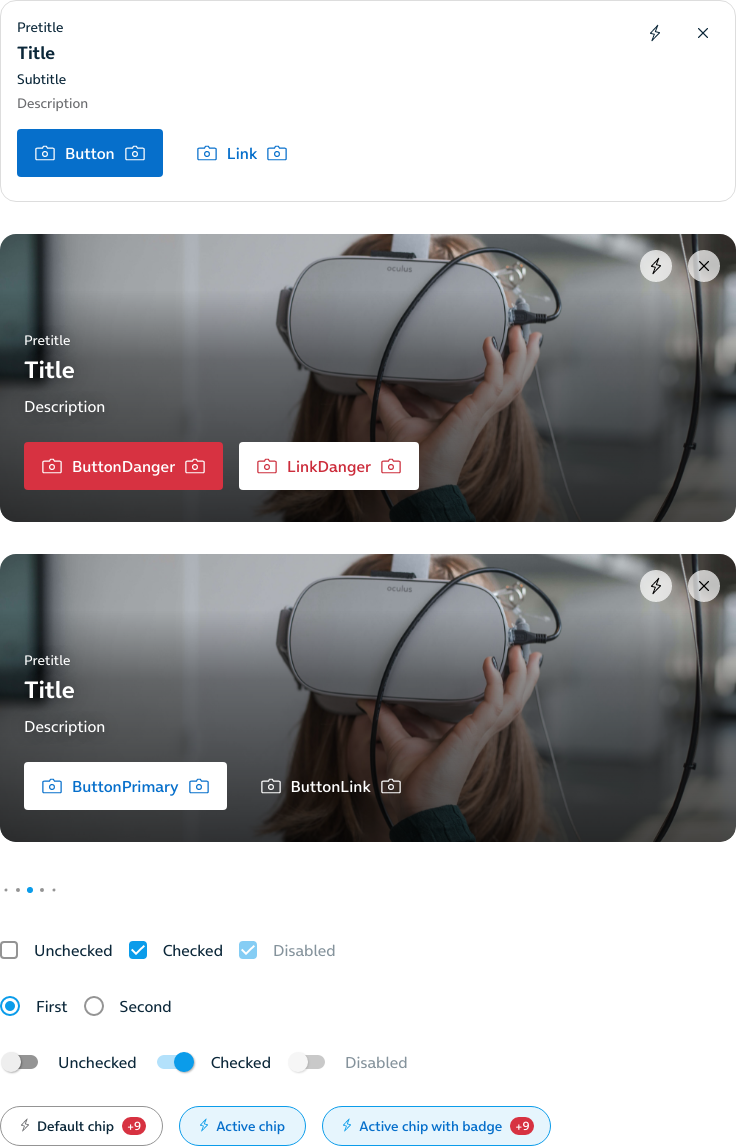 Pretitle
Title
Subtitle
Description
Button Link
oculus
Pretitle
Title
Description
ButtonDanger LinkDanger
oculus
Pretitle
Title
Description
ButtonPrimary ButtonLink
Unchecked Checked Disabled
First Second
Unchecked Checked Disabled
Default chip +9 Active chip Active chip with badge +9